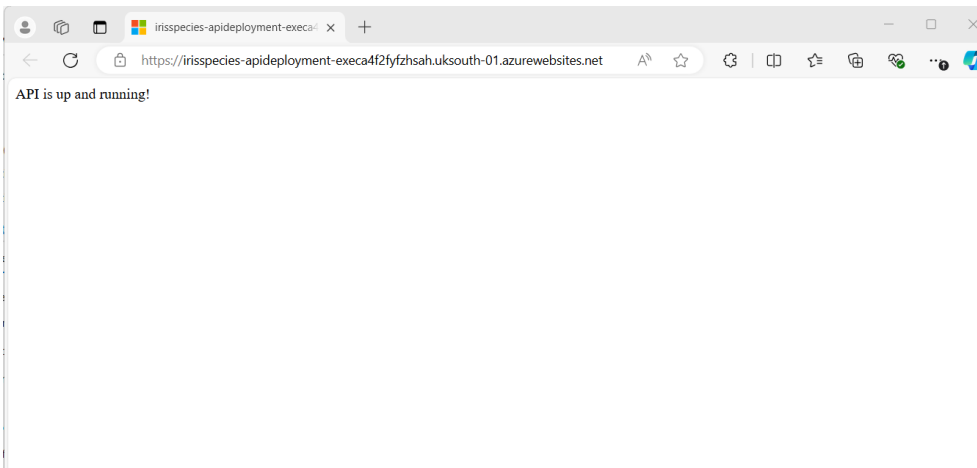 irisspecies-apideployment-execa4
https://irisspecies-apideployment-execa4f2fyfzhsah.uksouth-01.azurewebsites.net
API is up and running!